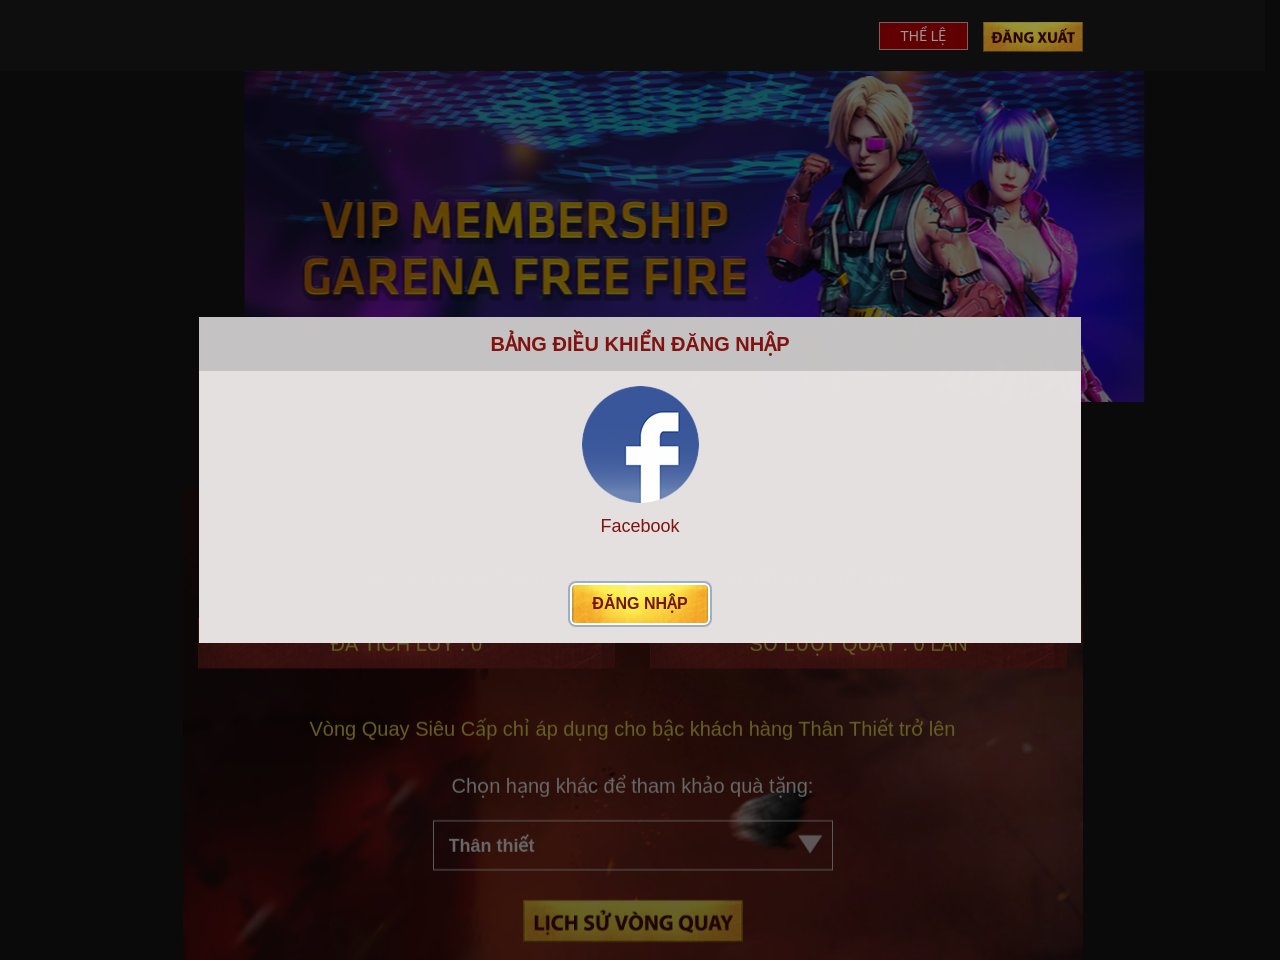 THỂ LỆ
ĐĂNG XUẤT
VIP MEMBERSHIP
GARENA FREE FIRE
BẢNG ĐIỀU KHIỂN ĐĂNG NHẬP
Facebook
ĐĂNG NHẬP
ĐÃ TÍCH LŨY : 0
SỐ LƯỢT QUAY : 0 LẦN
Vòng Quay Siêu Cấp chỉ áp dụng cho bậc khách hàng Thân Thiết trở lên
Chọn hạng khác để tham khảo quà tặng:
Thân thiết
LỊCH SỬ VÒNG QUAY